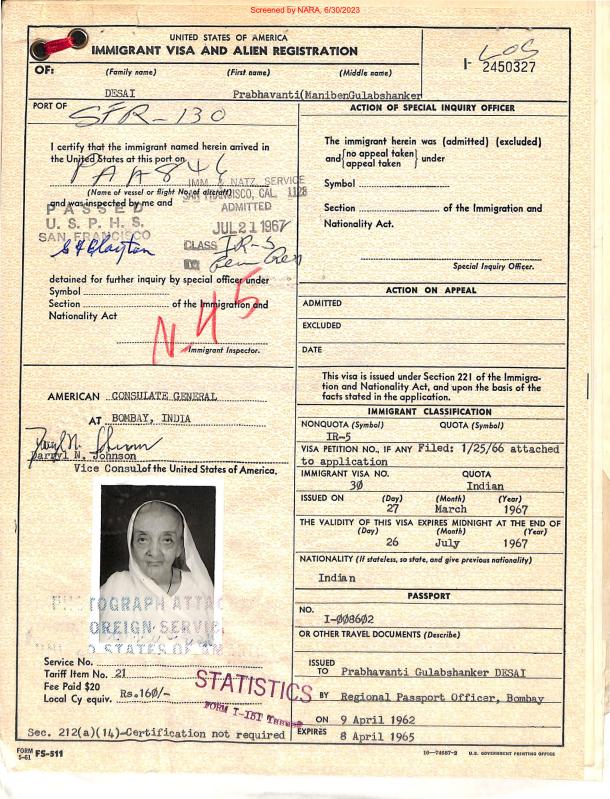 Screened by NARA, 6/30/2023
UNITED STATES OF AMERICA
IMMIGRANT VISA AND ALIEN REGISTRATION
LOS
I- 2450327
OF: (Family name) (First name) (Middle name)
DESAI Prabhavanti(ManibenGulabshanker
PORT OF
SFR-130
I certify that the immigrant named herein arrived in
the United States at this port on
PAA 846
(Name of vessel or flight No. of aircraft)
and was inspected by me and
IMM. & NATZ. SERVICE
SAN FRANCISCO, CAL. 1128
ADMITTED
JUL 21 1967
CLASS IR-5
PASSED
U. S. P. H. S.
SAN FRANCISCO
detained for further inquiry by special officer under
Symbol
Section of the Immigration and
Nationality Act
N-45
Immigrant Inspector.
ACTION OF SPECIAL INQUIRY OFFICER
The immigrant herein was (admitted) (excluded)
and {no appeal taken} under
{appeal taken}
Symbol
Section of the Immigration and
Nationality Act.
Special Inquiry Officer.
ACTION ON APPEAL
ADMITTED
EXCLUDED
DATE
This visa is issued under Section 221 of the Immigra-
tion and Nationality Act, and upon the basis of the
facts stated in the application.
AMERICAN CONSULATE GENERAL
AT BOMBAY, INDIA
Darryl N. Johnson
Vice Consul of the United States of America.
IMMIGRANT CLASSIFICATION
NONQUOTA (Symbol) QUOTA (Symbol)
IR-5
VISA PETITION NO., IF ANY Filed: 1/25/66 attached
to application
IMMIGRANT VISA NO. QUOTA
30 Indian
ISSUED ON (Day) (Month) (Year)
27 March 1967
THE VALIDITY OF THIS VISA EXPIRES MIDNIGHT AT THE END OF
(Day) (Month) (Year)
26 July 1967
NATIONALITY (If stateless, so state, and give previous nationality)
Indian
PASSPORT
NO.
I-008602
OR OTHER TRAVEL DOCUMENTS (Describe)
ISSUED
TO Prabhavanti Gulabshanker DESAI
BY Regional Passport Officer, Bombay
ON 9 April 1962
EXPIRES 8 April 1965
PHOTOGRAPH ATTAC
FOREIGN SERVIC
STATES OF
Service No.
Tariff Item No. 21
Fee Paid $20
Local Cy equiv. Rs.160/-
STATISTICS
FORM I-151
Sec. 212(a)(14)-Certification not required
FORM
5-61 FS-511
16-74687-2 U.S. GOVERNMENT PRINTING OFFICE